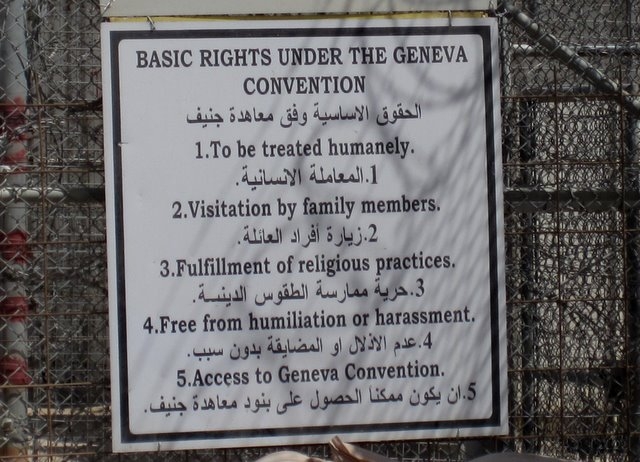 BASIC RIGHTS UNDER THE GENEVA
CONVENTION
الحقوق الاساسية وفق معاهدة جنيف
1.To be treated humanely.
1.المعاملة الانسانية.
2.Visitation by family members.
2.زيارة أفراد العائلة.
3.Fulfillment of religious practices.
3.حرية ممارسة الطقوس الدينية.
4.Free from humiliation or harassment.
4.عدم الاذلال او المضايقة بدون سبب.
5.Access to Geneva Convention.
5.ان يكون ممكنا الحصول على بنود معاهدة جنيف.